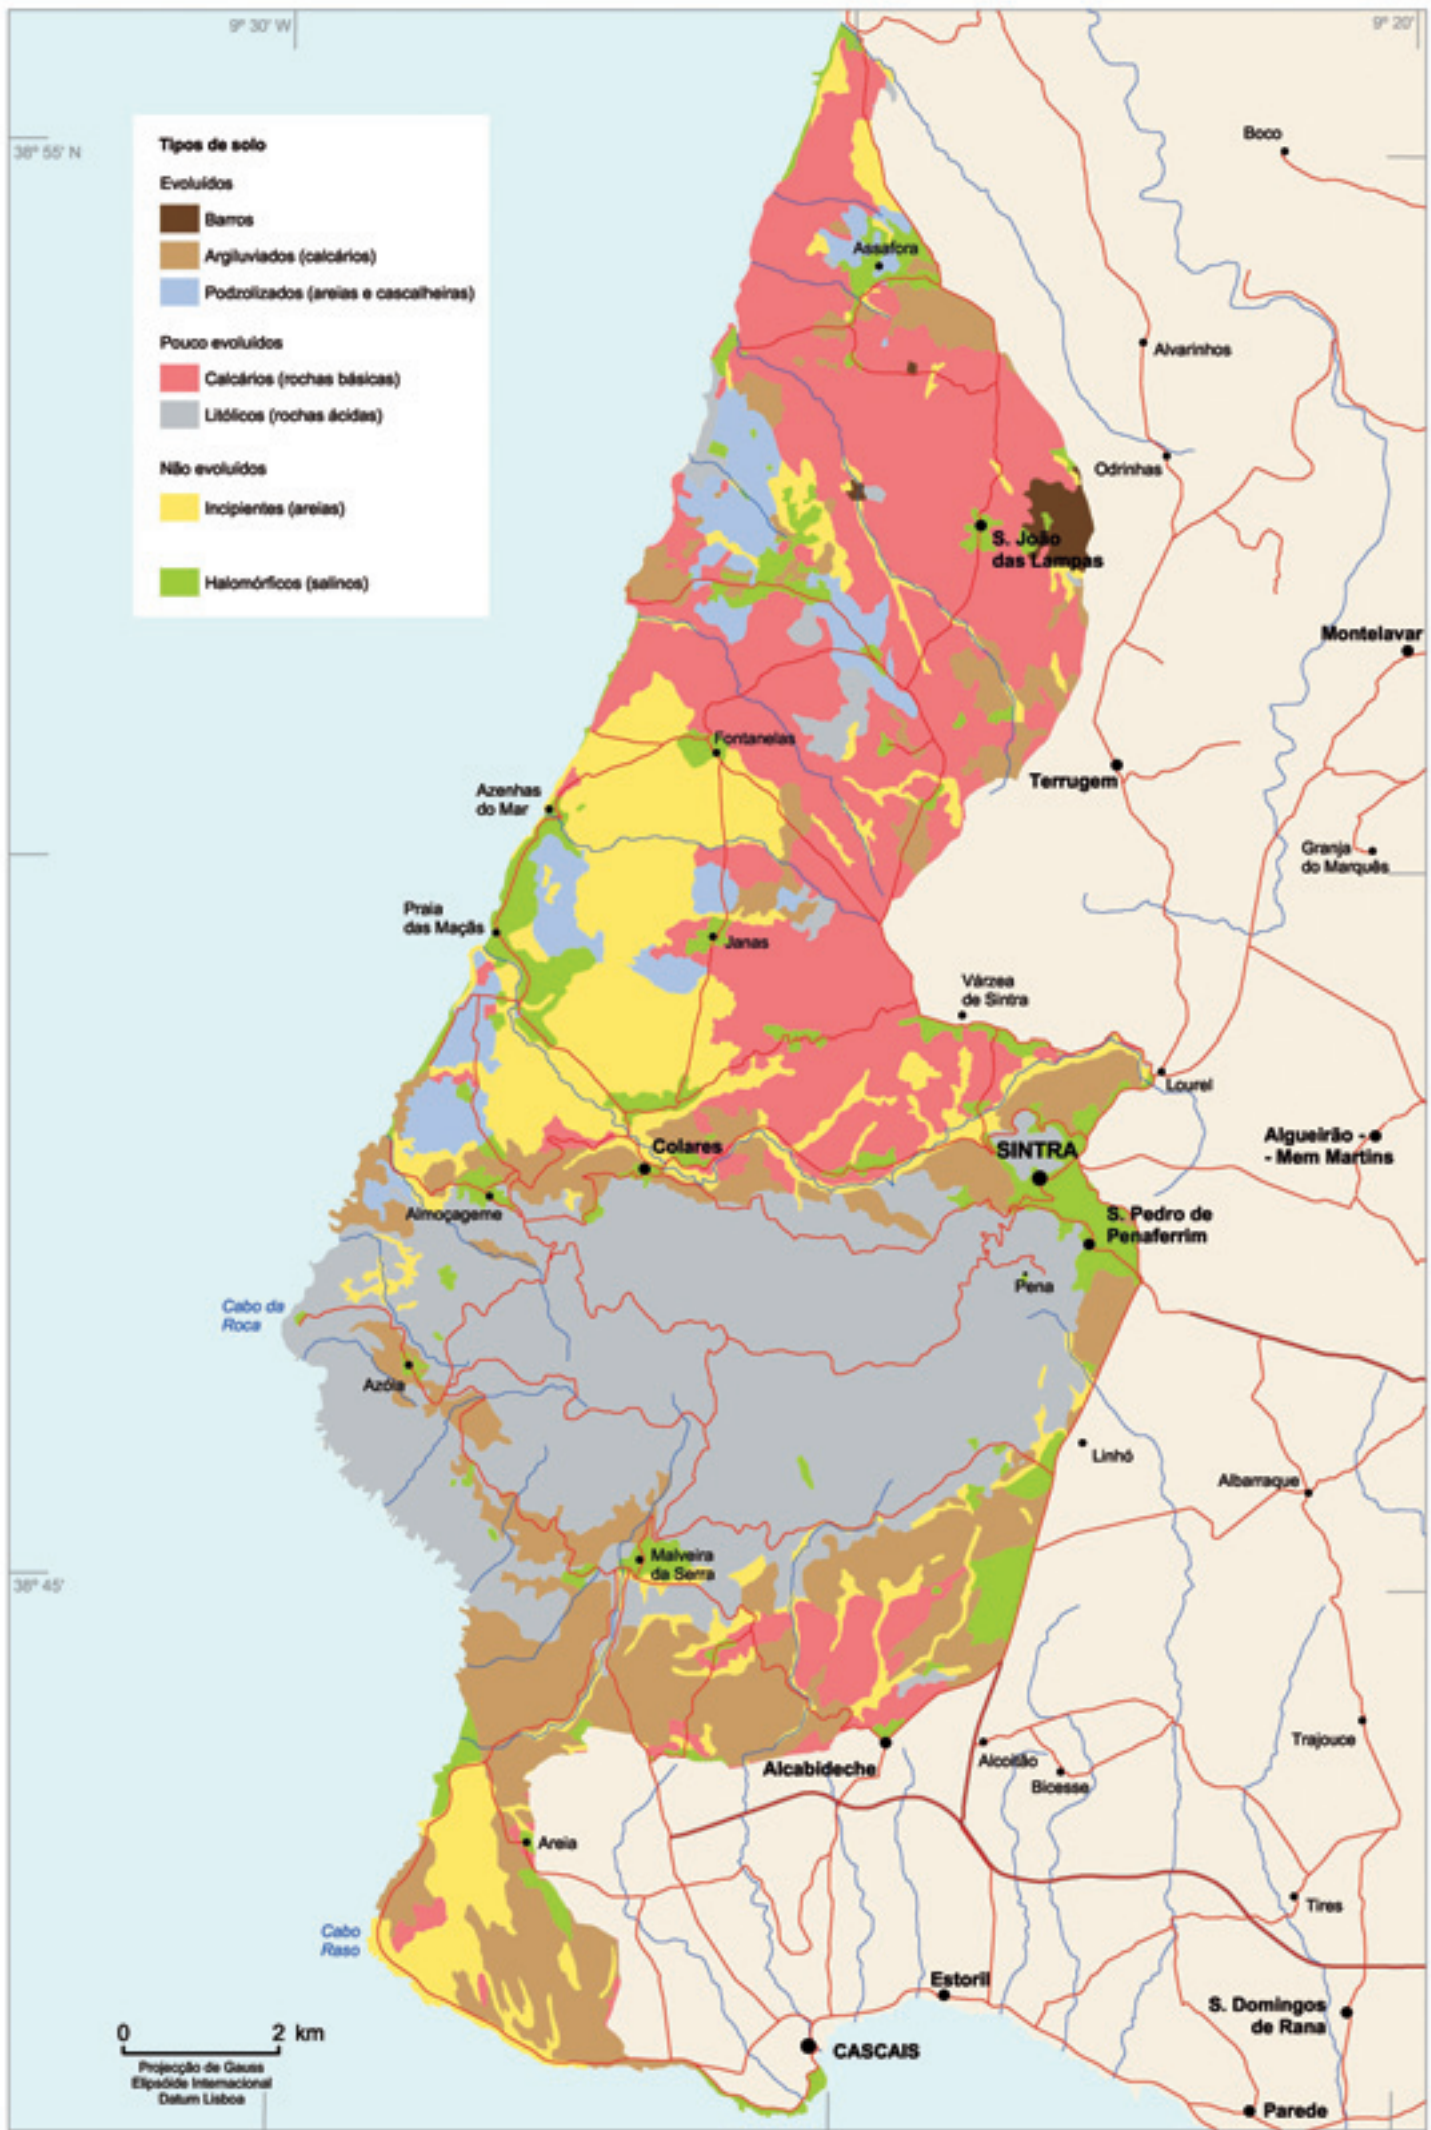 9º 30' W
9º 20'
38º 55' N
Tipos de solo
Evoluídos
Barros
Argiluviados (calcários)
Podzolizados (areias e cascalheiras)
Pouco evoluídos
Calcários (rochas básicas)
Litólicos (rochas ácidas)
Não evoluídos
Incipientes (areias)
Halomórficos (salinos)
Boco
Assafora
Alvarinhos
Odrinhas
S. João
das Lampas
Montelavar
Fontanelas
Terrugem
Azenhas
do Mar
Granja
do Marquês
Praia
das Maçãs
Janas
Várzea
de Sintra
Lourel
Colares
SINTRA
Algueirão -
- Mem Martins
Almoçageme
S. Pedro de
Penaferrim
Pena
Cabo da
Roca
Azóia
Linhó
Albarraque
Malveira
da Serra
38º 45'
Alcabideche
Alcoitão
Bicesse
Trajouce
Areia
Tires
Cabo
Raso
Estoril
S. Domingos
de Rana
CASCAIS
Parede
0 2 km
Projecção de Gauss
Elipsóide Internacional
Datum Lisboa